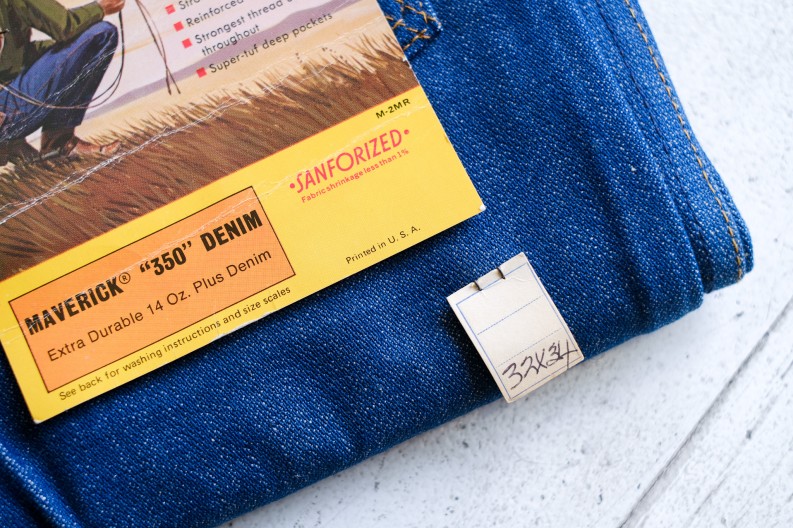 Reinforced
Strongest thread
throughout
Super-tuf deep pockets
M-2MR
•SANFORIZED•
Fabric shrinkage less than 1%
MAVERICK® "350" DENIM
Extra Durable 14 Oz. Plus Denim
Printed in U. S. A.
See back for washing instructions and size scales
32X34